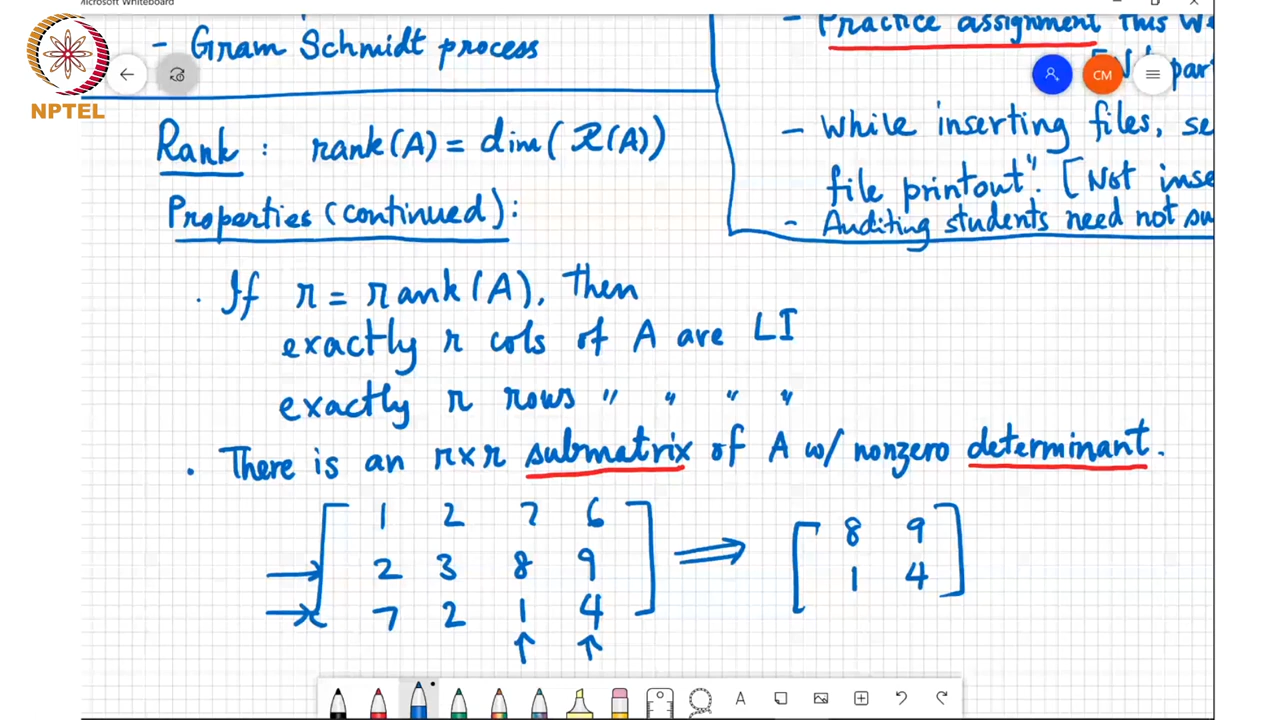 Microsoft Whiteboard
NPTEL
- Gram Schmidt process
- Practice assignment This we
- While inserting files, se
file printout". [Not inse
- Auditing students need not su
CM
Rank : rank(A) = dim(R(A))
Properties (continued):
. If r = rank(A), then
exactly r cols of A are LI
exactly r rows " " " "
. There is an r×r submatrix of A w/ nonzero determinant.
1 2 7 6
2 3 8 9
7 2 1 4
⟹
8 9
1 4
A